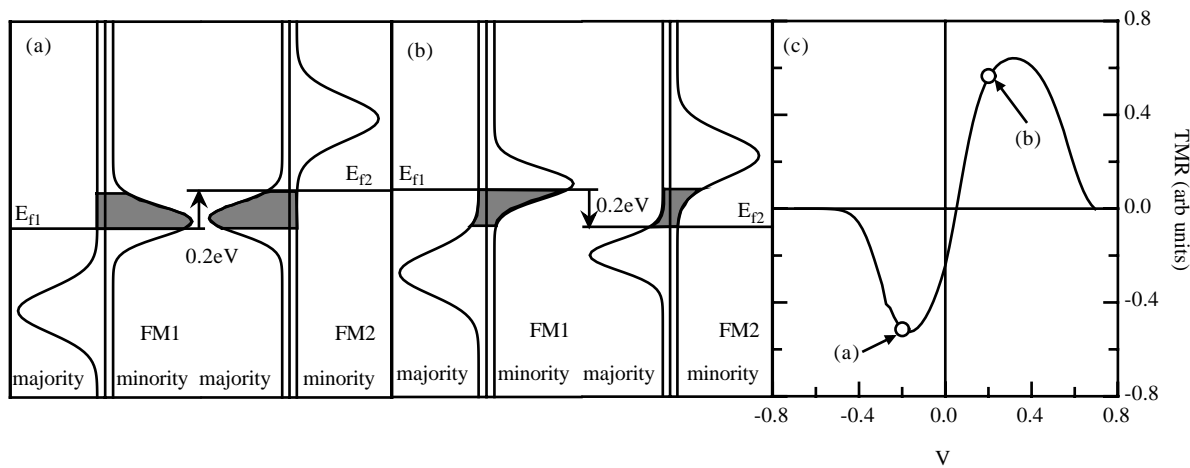 (a)
E_f1
E_f2
0.2eV
FM1
FM2
majority minority majority minority
(b)
E_f1
0.2eV
E_f2
FM1
FM2
majority minority majority minority
(c)
0.8
0.4
0.0
-0.4
-0.8
TMR (arb units)
(b)
(a)
-0.8 -0.4 0.0 0.4 0.8
V